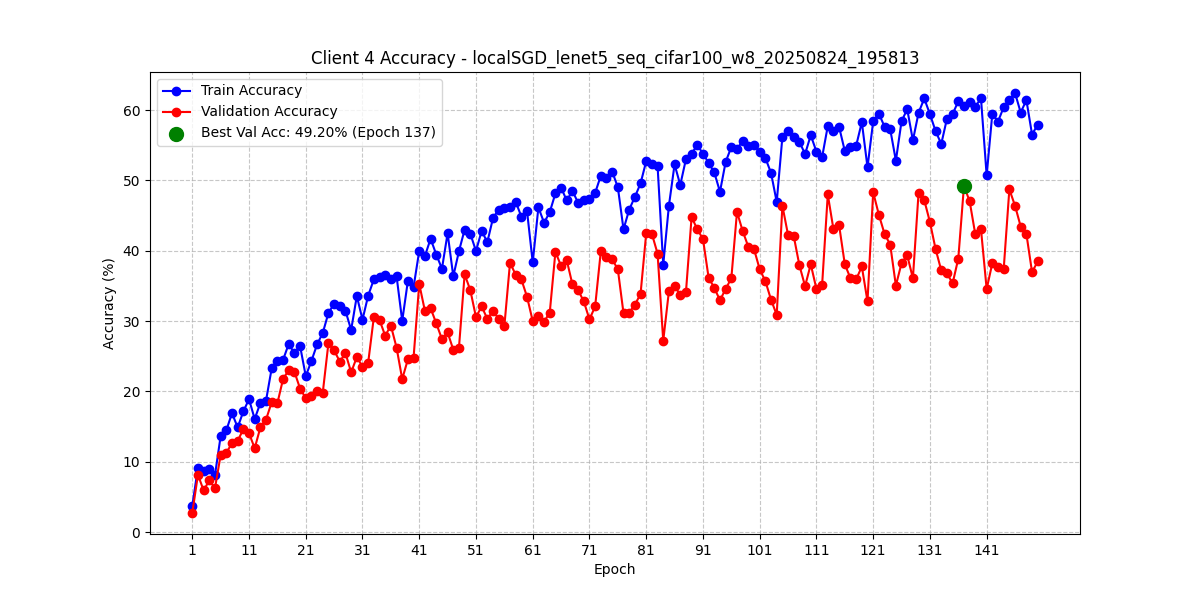 Client 4 Accuracy - localSGD_lenet5_seq_cifar100_w8_20250824_195813
Train Accuracy
Validation Accuracy
Best Val Acc: 49.20% (Epoch 137)
Accuracy (%)
60
50
40
30
20
10
0
1 11 21 31 41 51 61 71 81 91 101 111 121 131 141
Epoch